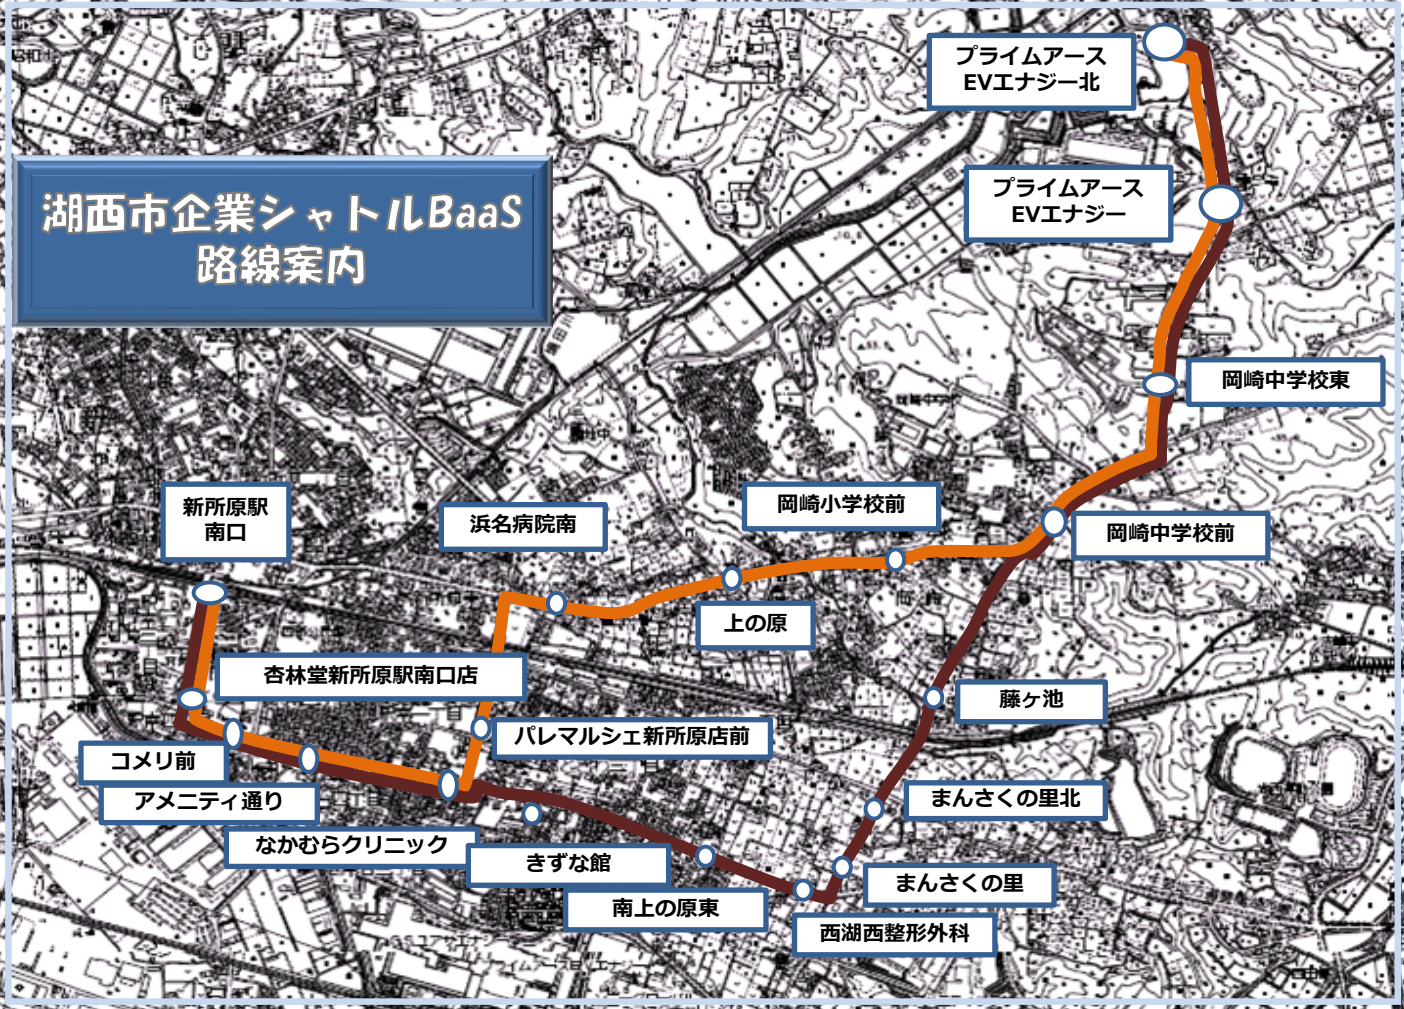 プライムアース
EVエナジー北
湖西市企業シャトルBaaS
路線案内
プライムアース
EVエナジー
岡崎中学校東
新所原駅
南口
浜名病院南
岡崎小学校前
岡崎中学校前
上の原
杏林堂新所原駅南口店
藤ヶ池
パレマルシェ新所原店前
コメリ前
アメニティ通り
まんさくの里北
なかむらクリニック
きずな館
まんさくの里
南上の原東
西湖西整形外科